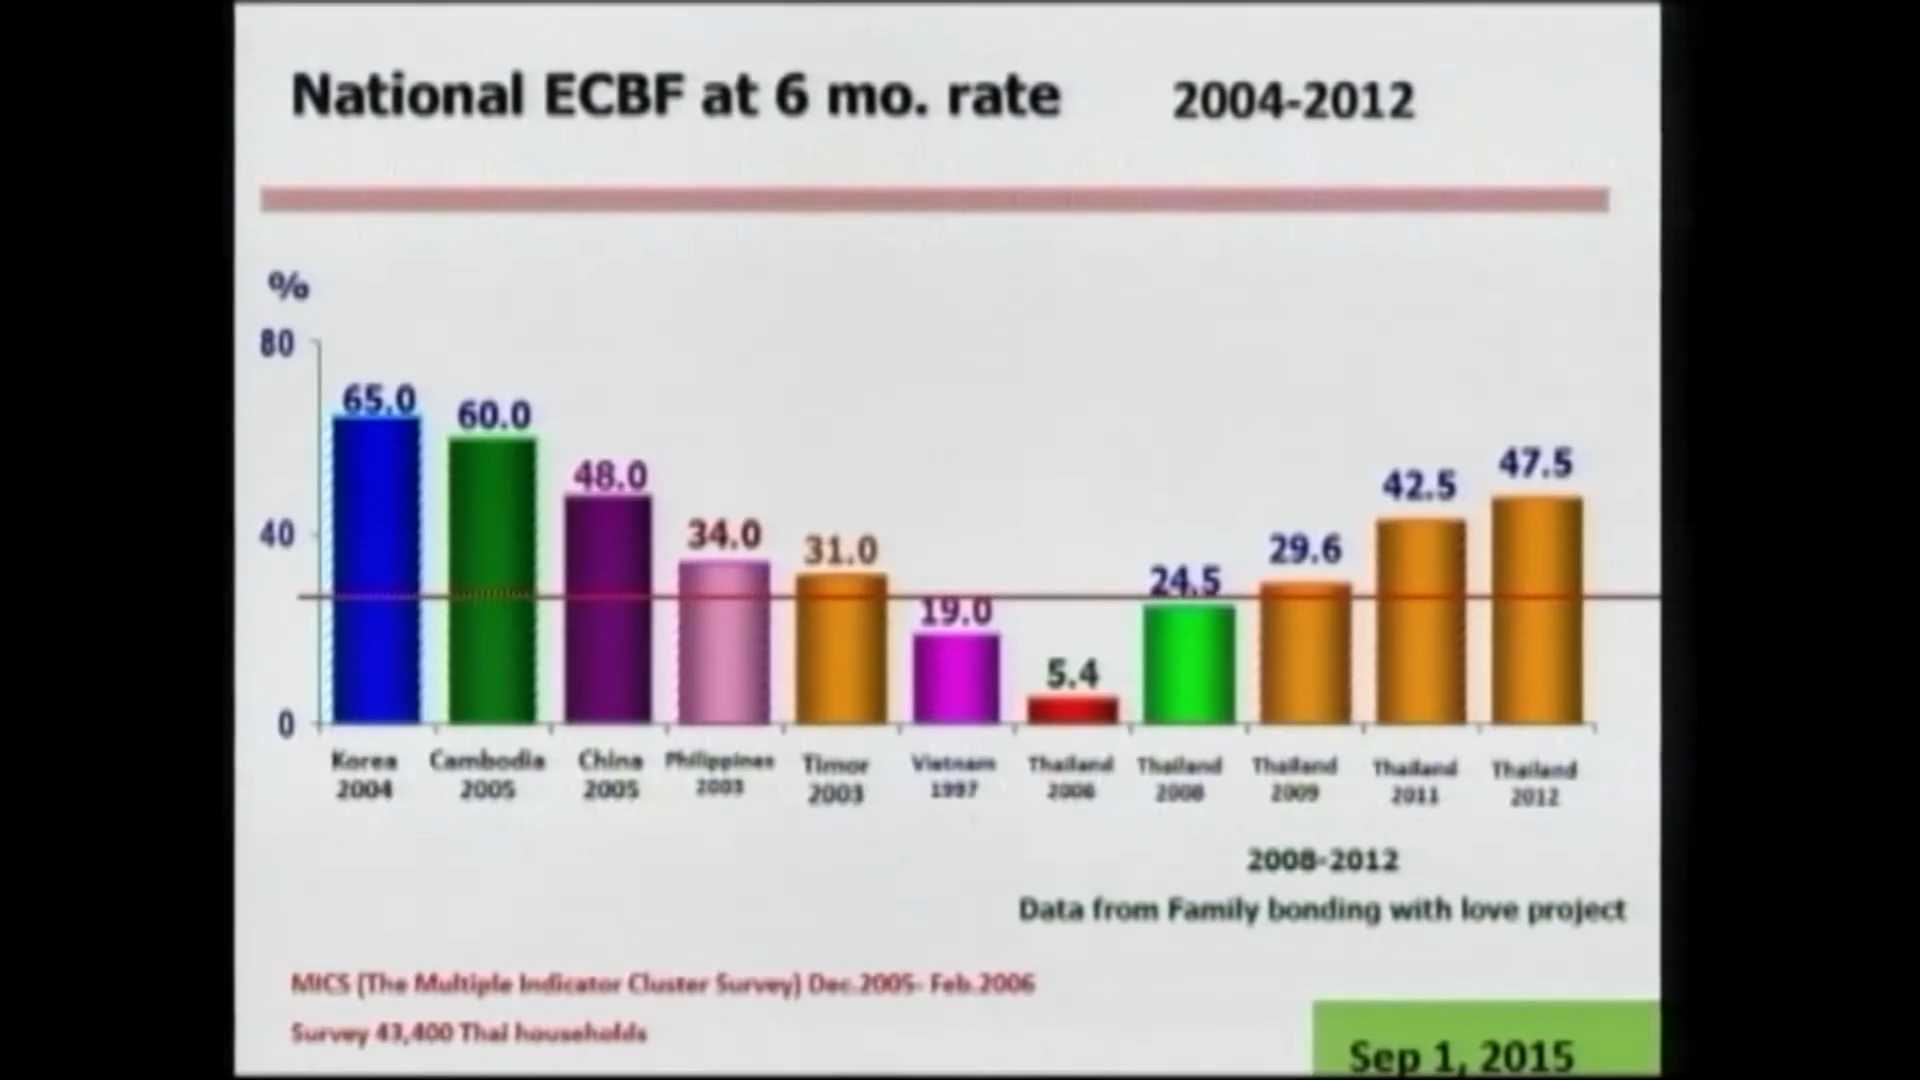 National ECBF at 6 mo. rate 2004-2012
%
80
40
0
65.0
60.0
48.0
34.0
31.0
19.0
5.4
24.5
29.6
42.5
47.5
Korea
2004
Cambodia
2005
China
2005
Philippines
2003
Timor
2003
Vietnam
1997
Thailand
2006
Thailand
2008
Thailand
2009
Thailand
2011
Thailand
2012
2008-2012
Data from Family bonding with love project
MICS (The Multiple Indicator Cluster Survey) Dec.2005- Feb.2006
Survey 43,400 Thai households
Sep 1, 2015